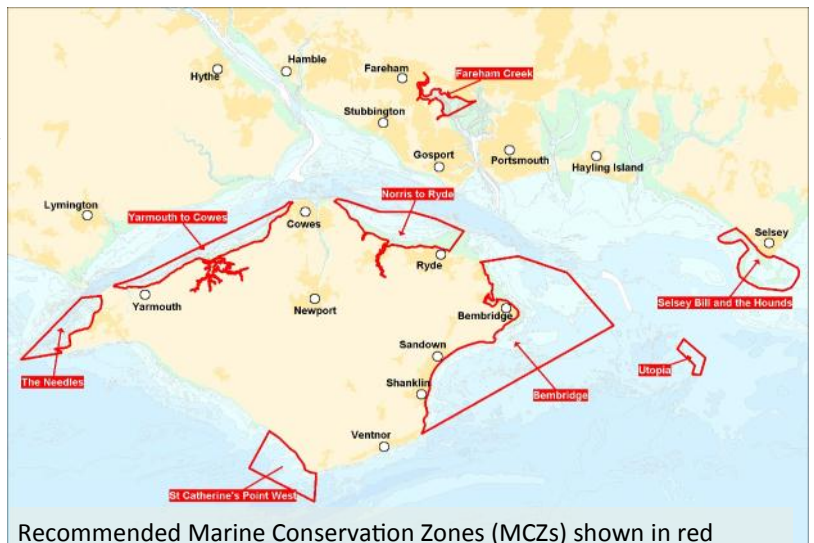 Hamble
Hythe
Fareham
Fareham Creek
Stubbington
Gosport
Portsmouth
Hayling Island
Lymington
Yarmouth to Cowes
Norris to Ryde
Cowes
Selsey
Ryde
Yarmouth
Newport
Bembridge
Selsey Bill and the Hounds
Sandown
Utopia
The Needles
Shanklin
Bembridge
Ventnor
St Catherine's Point West
Recommended Marine Conservation Zones (MCZs) shown in red